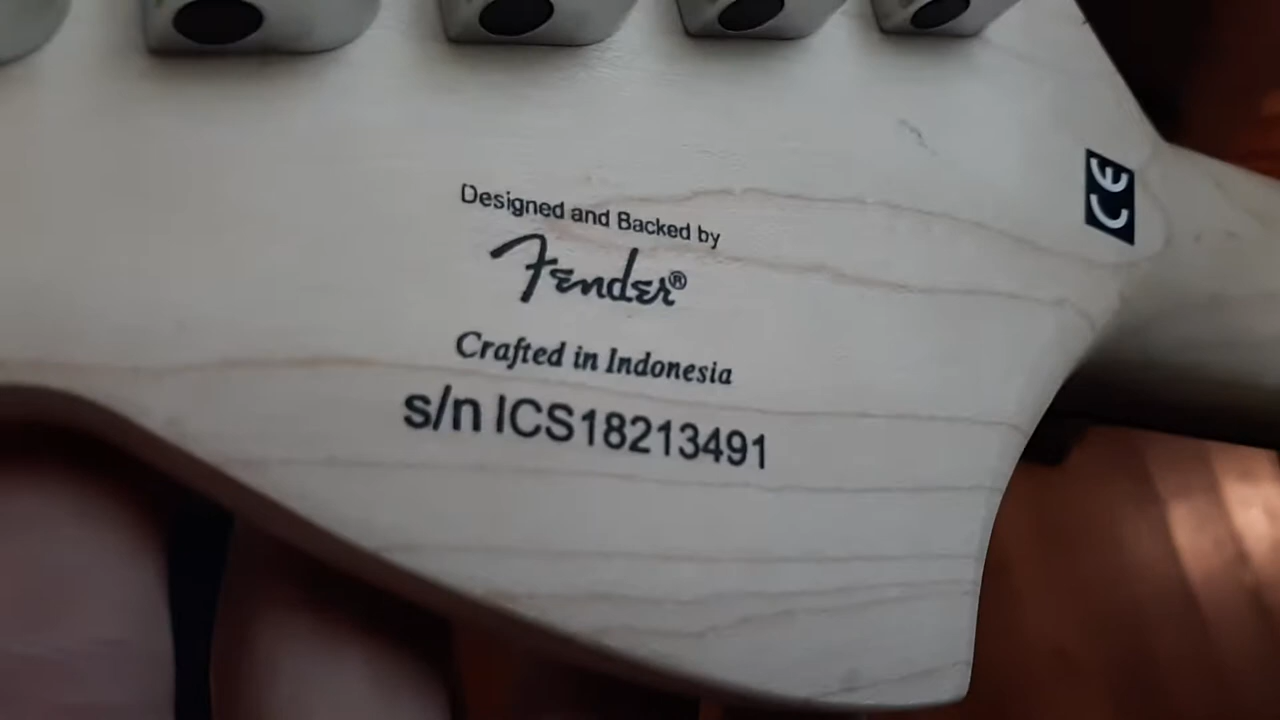 Designed and Backed by
Fender®
Crafted in Indonesia
s/n ICS18213491
CE